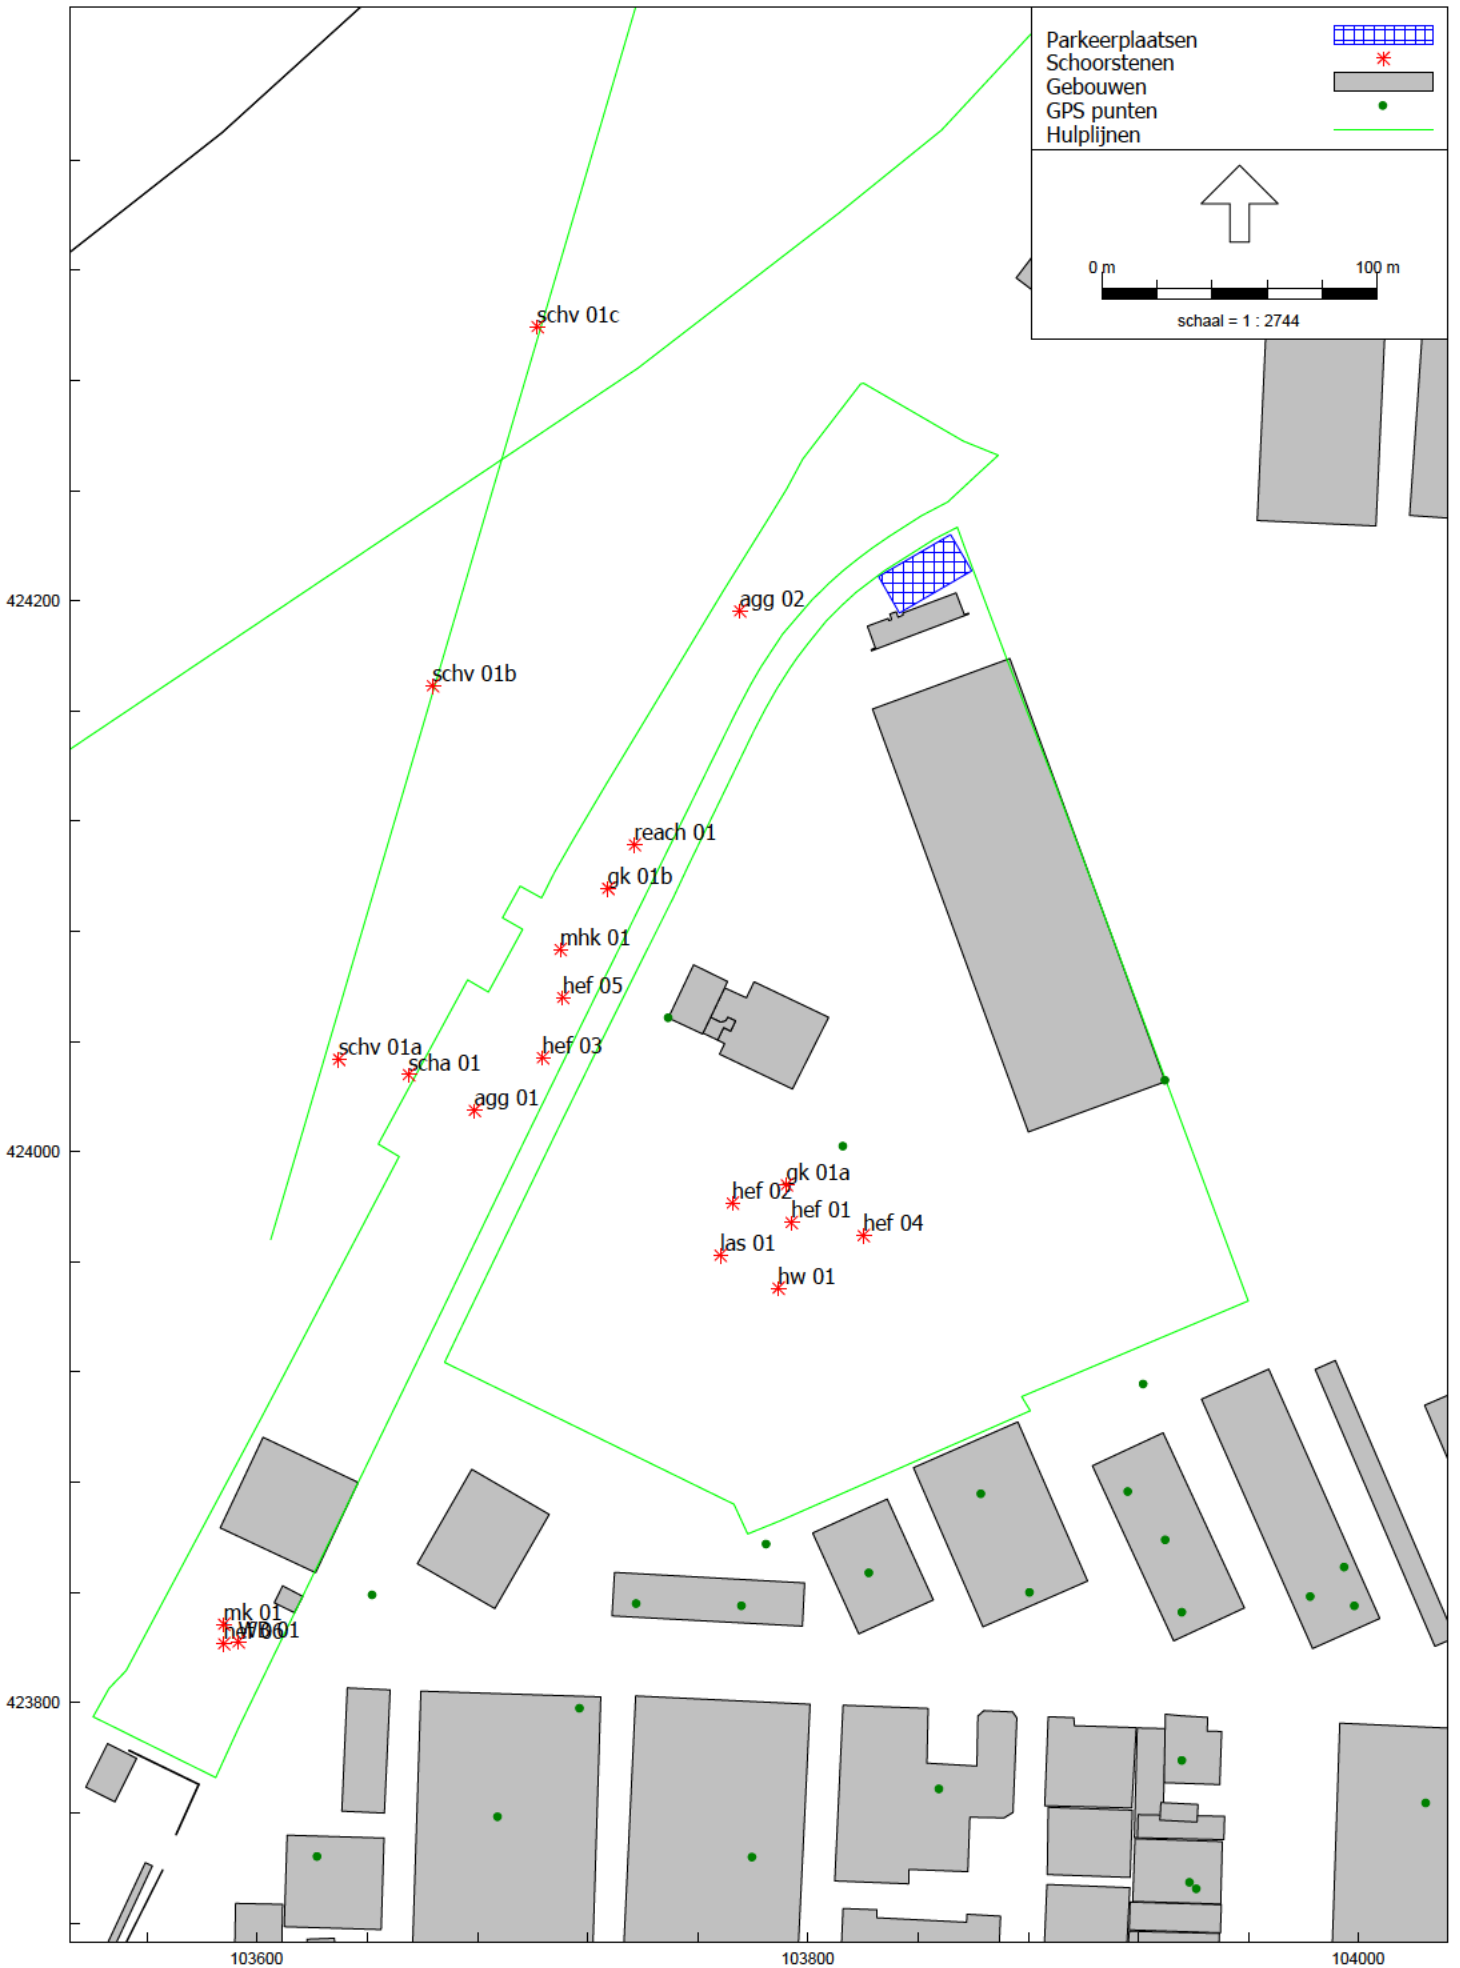 Parkeerplaatsen
Schoorstenen
Gebouwen
GPS punten
Hulplijnen
0 m 100 m
schaal = 1 : 2744
schv 01c
424200
agg 02
schv 01b
reach 01
gk 01b
mhk 01
hef 05
schv 01a
hef 03
scha 01
agg 01
424000
gk 01a
hef 02
hef 01
hef 04
las 01
hw 01
mk 01
hef 06
423800
103600 103800 104000